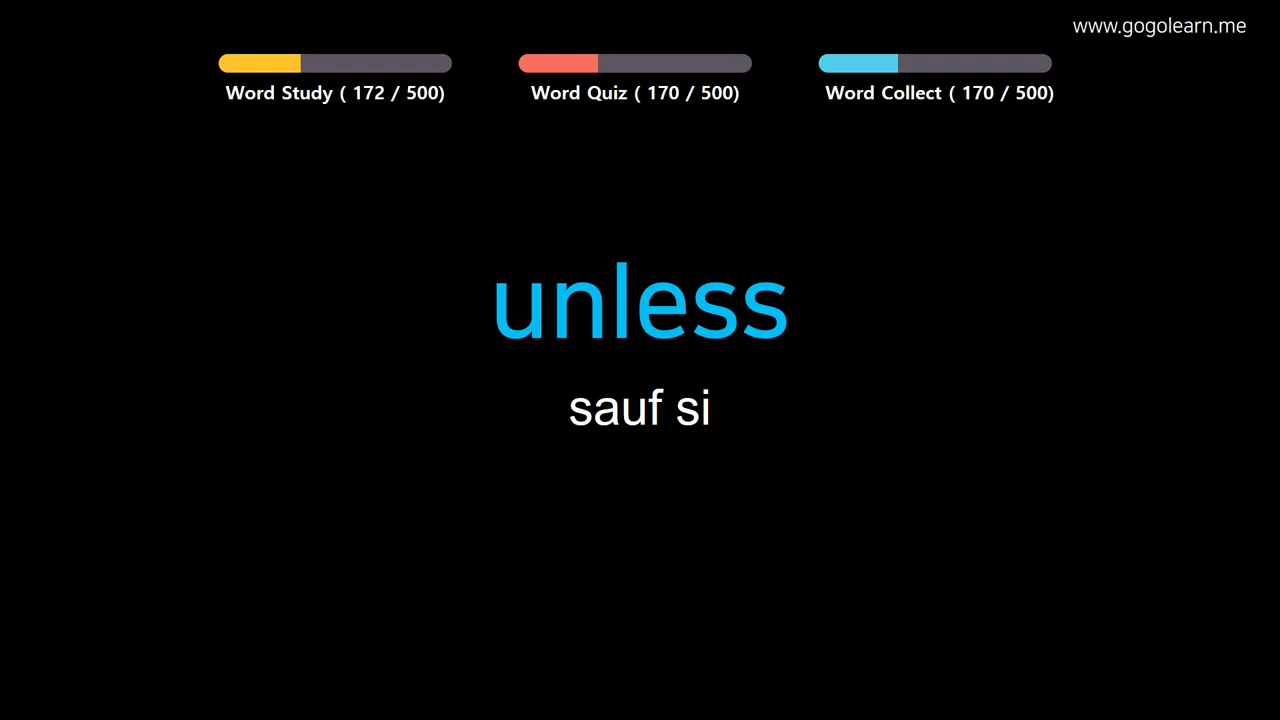 www.gogolearn.me
Word Study ( 172 / 500)
Word Quiz ( 170 / 500)
Word Collect ( 170 / 500)
unless
sauf si